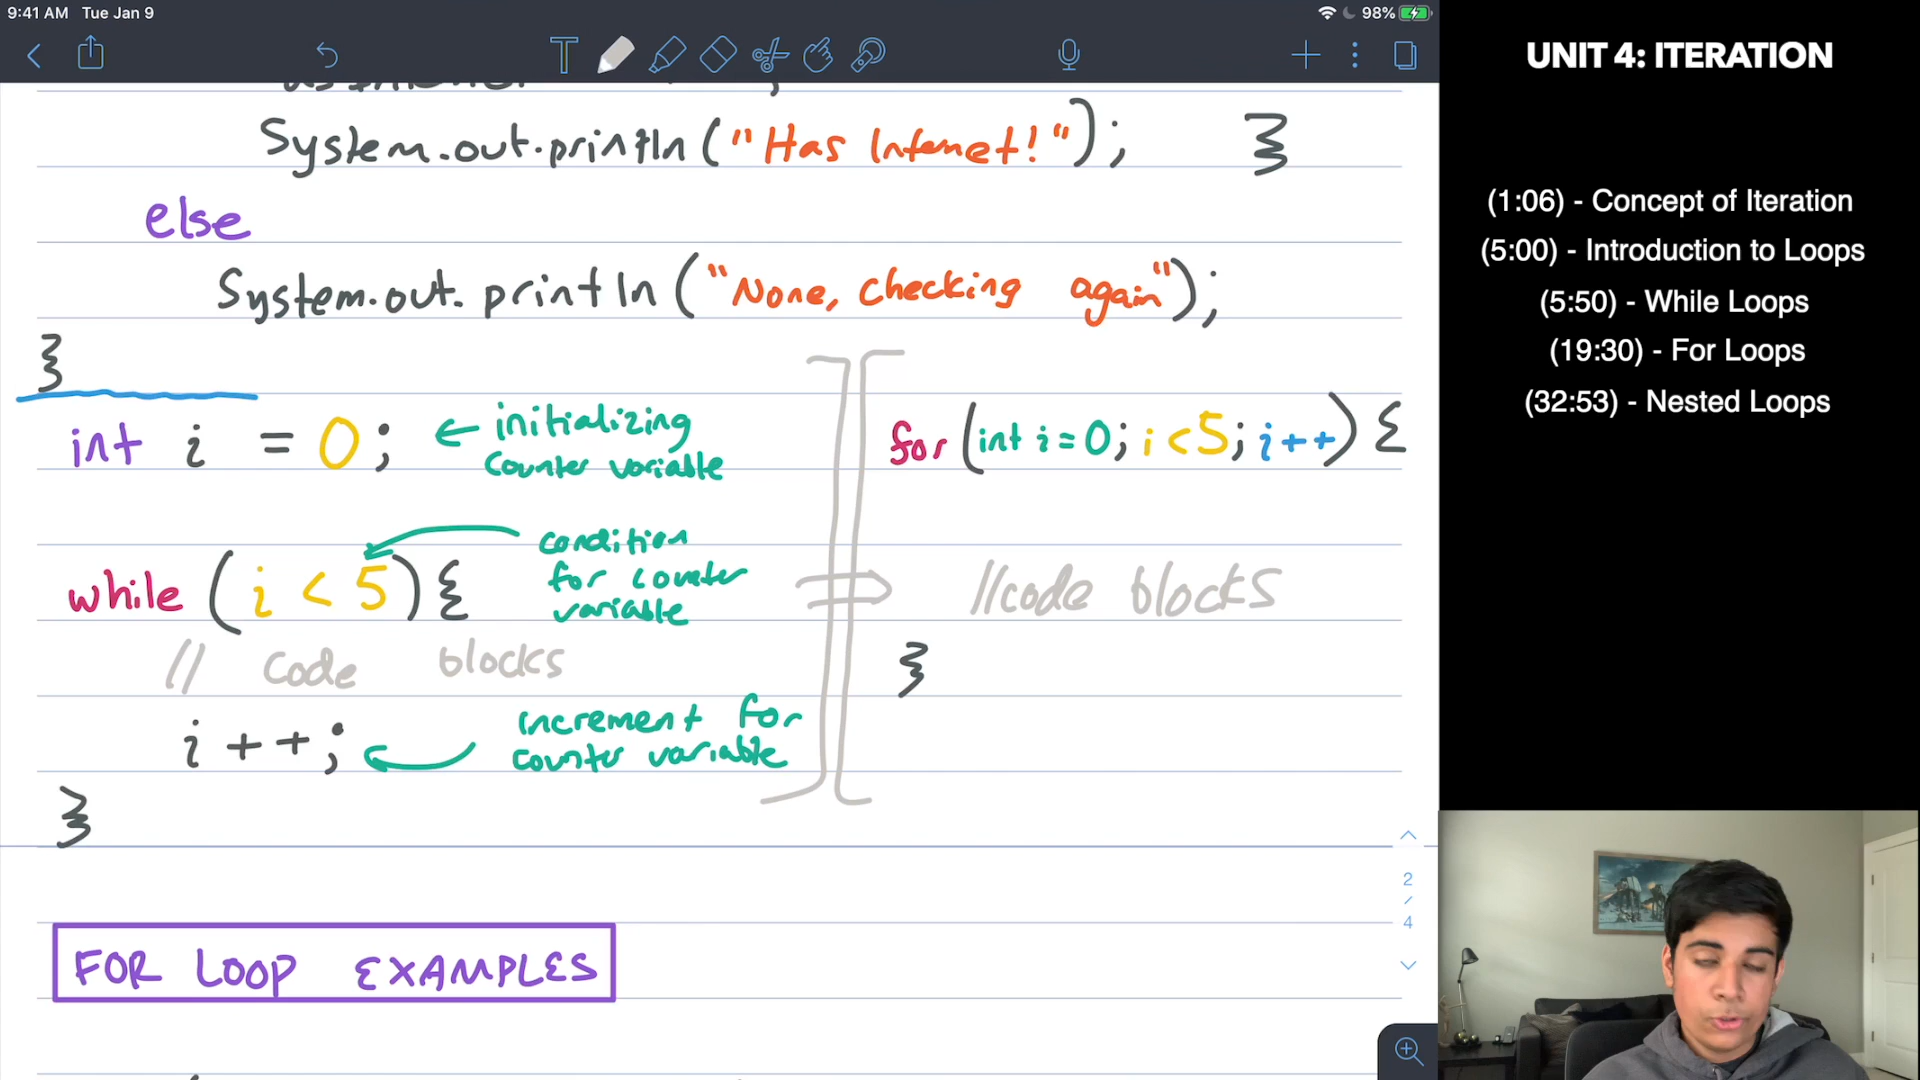 9:41 AM Tue Jan 9
98%
System.out.println("Has Internet!"); }
else
System.out.println("None, checking again");
}
int i = 0; ← initializing
counter variable
while (i < 5){
condition
for counter
variable
// code blocks
i++;
increment for
counter variable
}
for (int i=0; i<5; i++) {
//code blocks
}
FOR LOOP EXAMPLES
2
/
4
UNIT 4: ITERATION
(1:06) - Concept of Iteration
(5:00) - Introduction to Loops
(5:50) - While Loops
(19:30) - For Loops
(32:53) - Nested Loops